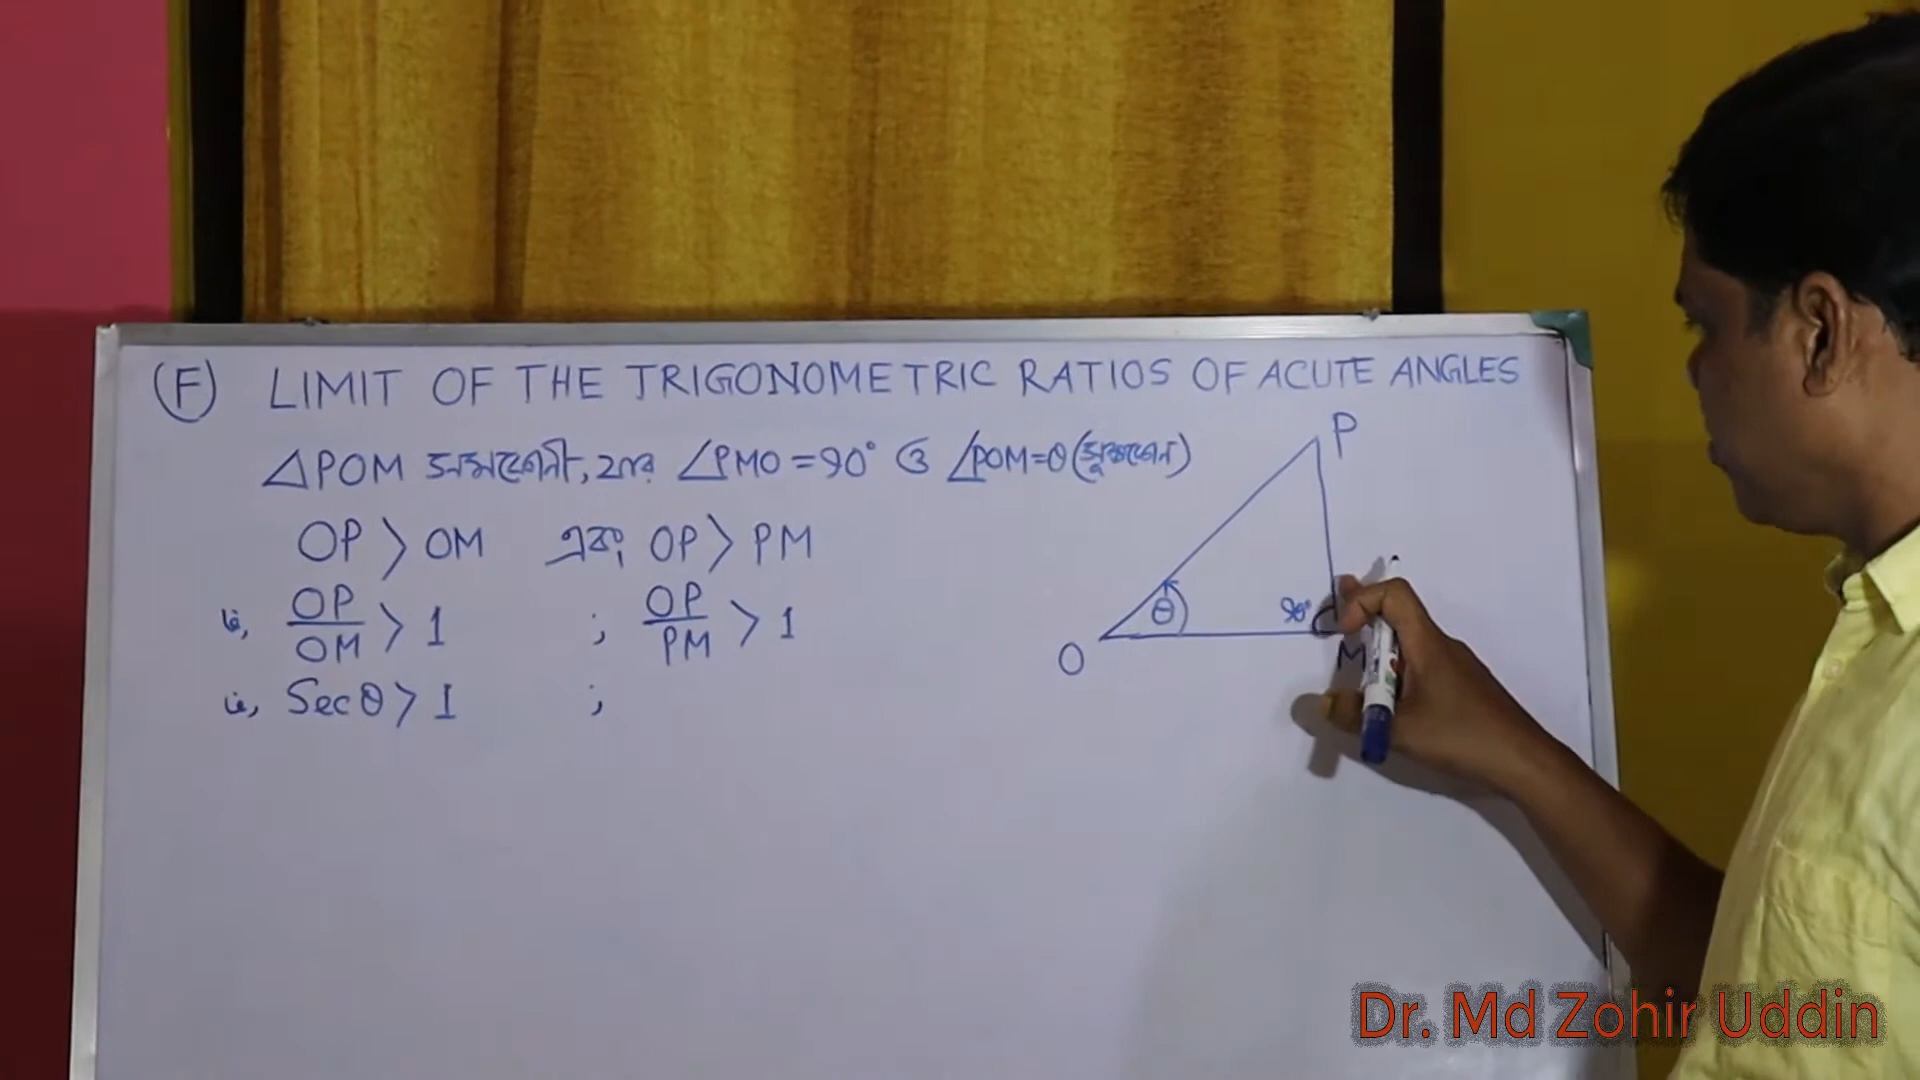 (F) LIMIT OF THE TRIGONOMETRIC RATIOS OF ACUTE ANGLES
△POM সমকোণী, যার ∠PMO = 90° ও ∠POM = θ (সূক্ষ্মকোণ)
OP > OM এবং OP > PM
বা, OP/OM > 1 ; OP/PM > 1
বা, Sec θ > 1 ;
P
θ
90°
O
M
Dr. Md Zohir Uddin